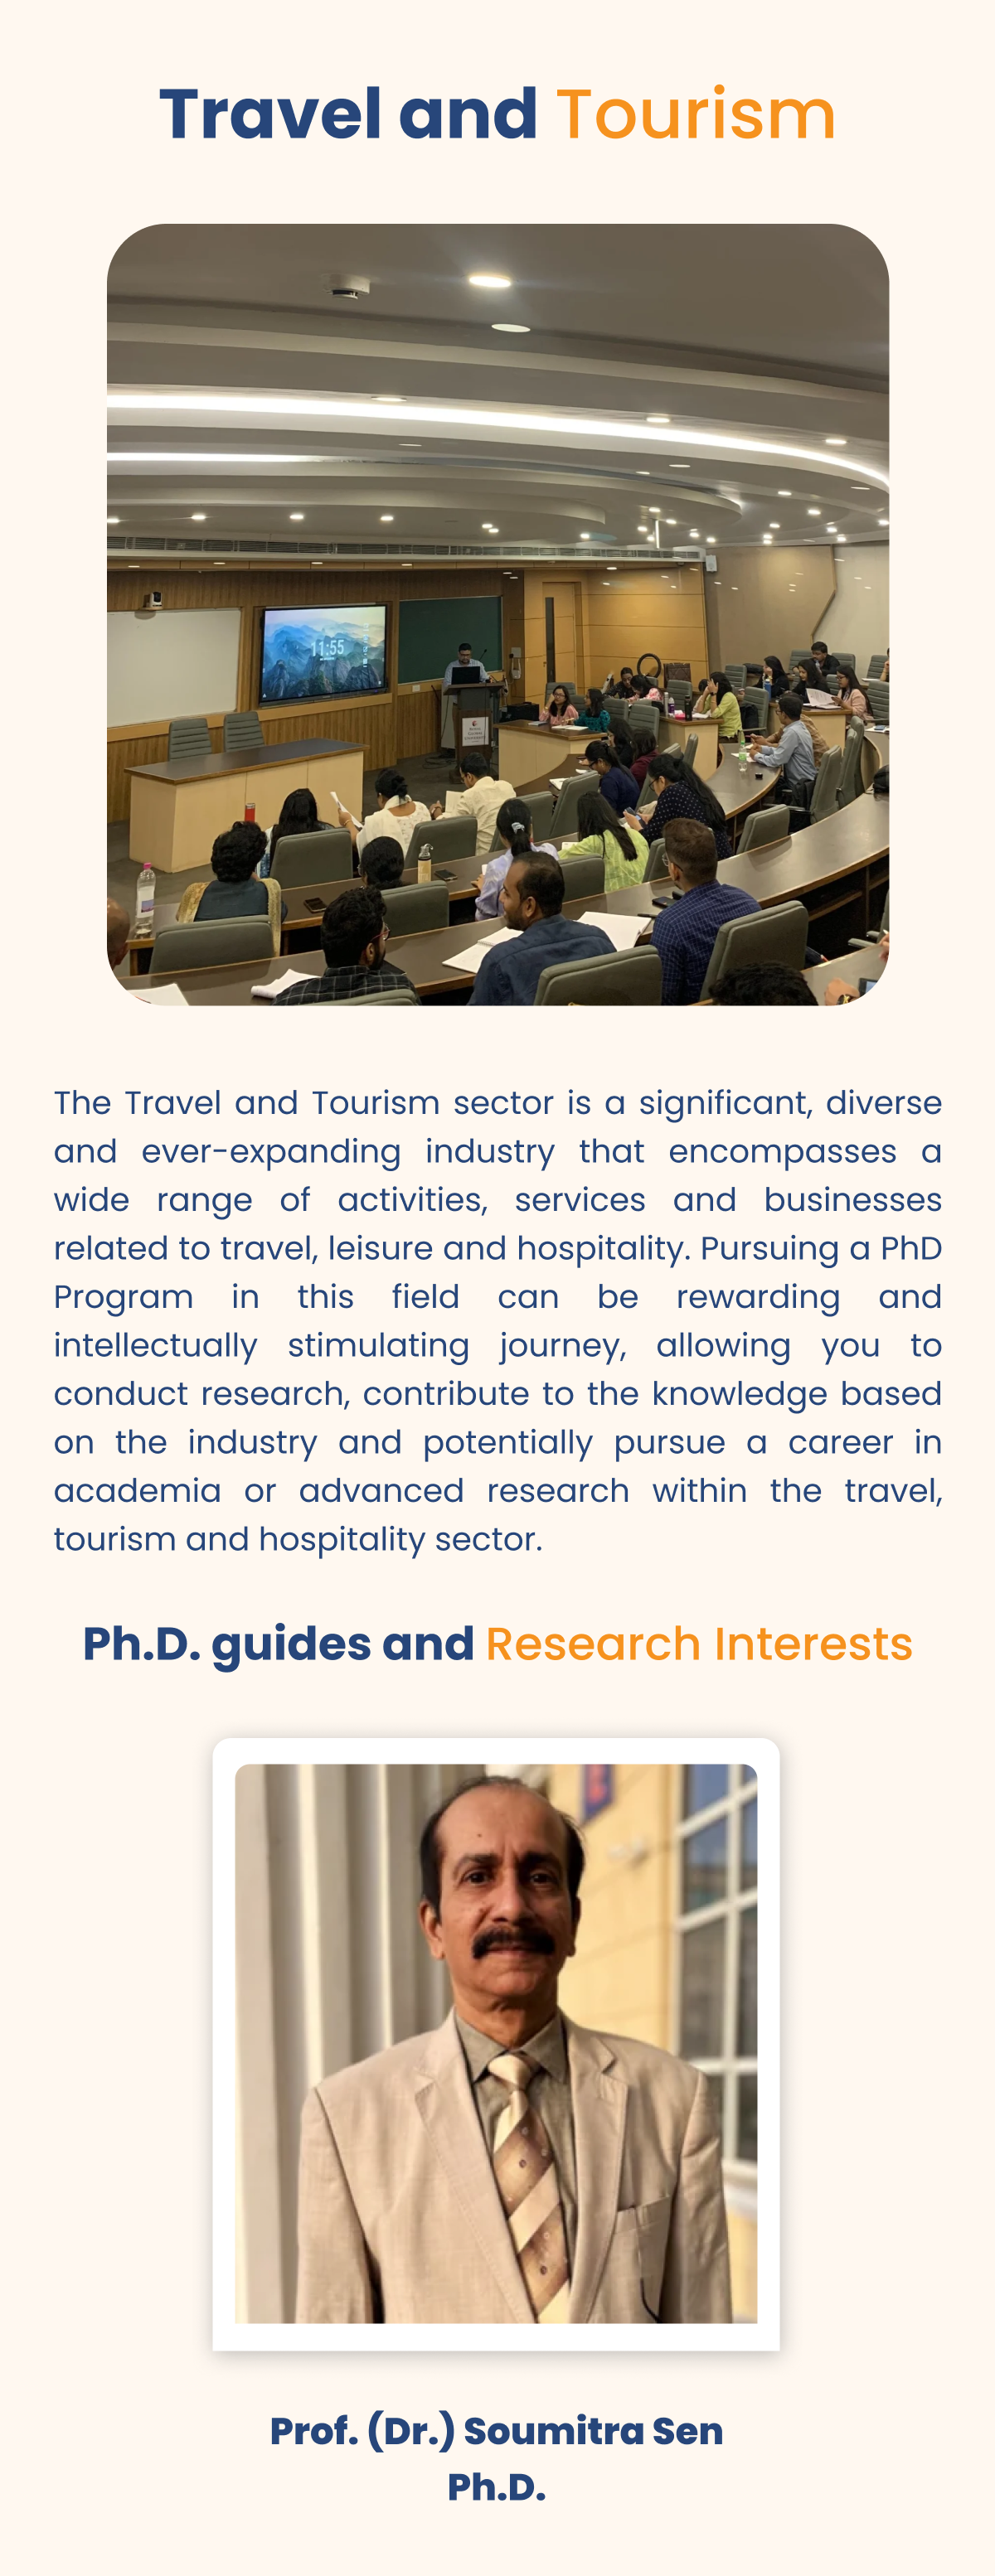 Travel and Tourism
11:55
The Travel and Tourism sector is a significant, diverse
and ever-expanding industry that encompasses a
wide range of activities, services and businesses
related to travel, leisure and hospitality. Pursuing a PhD
Program in this field can be rewarding and
intellectually stimulating journey, allowing you to
conduct research, contribute to the knowledge based
on the industry and potentially pursue a career in
academia or advanced research within the travel,
tourism and hospitality sector.
Ph.D. guides and Research Interests
Prof. (Dr.) Soumitra Sen
Ph.D.